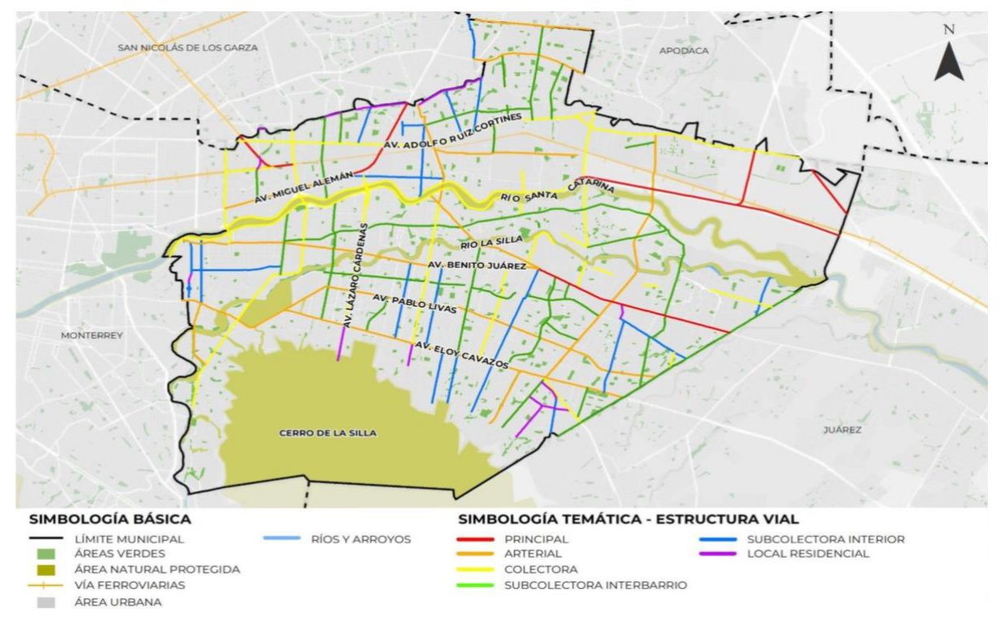 SAN NICOLÁS DE LOS GARZA
APODACA
N
AV. ADOLFO RUIZ CORTINES
AV. MIGUEL ALEMÁN
RÍO SANTA CATARINA
RÍO LA SILLA
AV. LÁZARO CÁRDENAS
AV. BENITO JUÁREZ
AV. PABLO LIVAS
MONTERREY
AV. ELOY CAVAZOS
CERRO DE LA SILLA
JUÁREZ
SIMBOLOGÍA BÁSICA
LÍMITE MUNICIPAL
ÁREAS VERDES
ÁREA NATURAL PROTEGIDA
VÍA FERROVIARIAS
ÁREA URBANA
RÍOS Y ARROYOS
SIMBOLOGÍA TEMÁTICA - ESTRUCTURA VIAL
PRINCIPAL
ARTERIAL
COLECTORA
SUBCOLECTORA INTERBARRIO
SUBCOLECTORA INTERIOR
LOCAL RESIDENCIAL